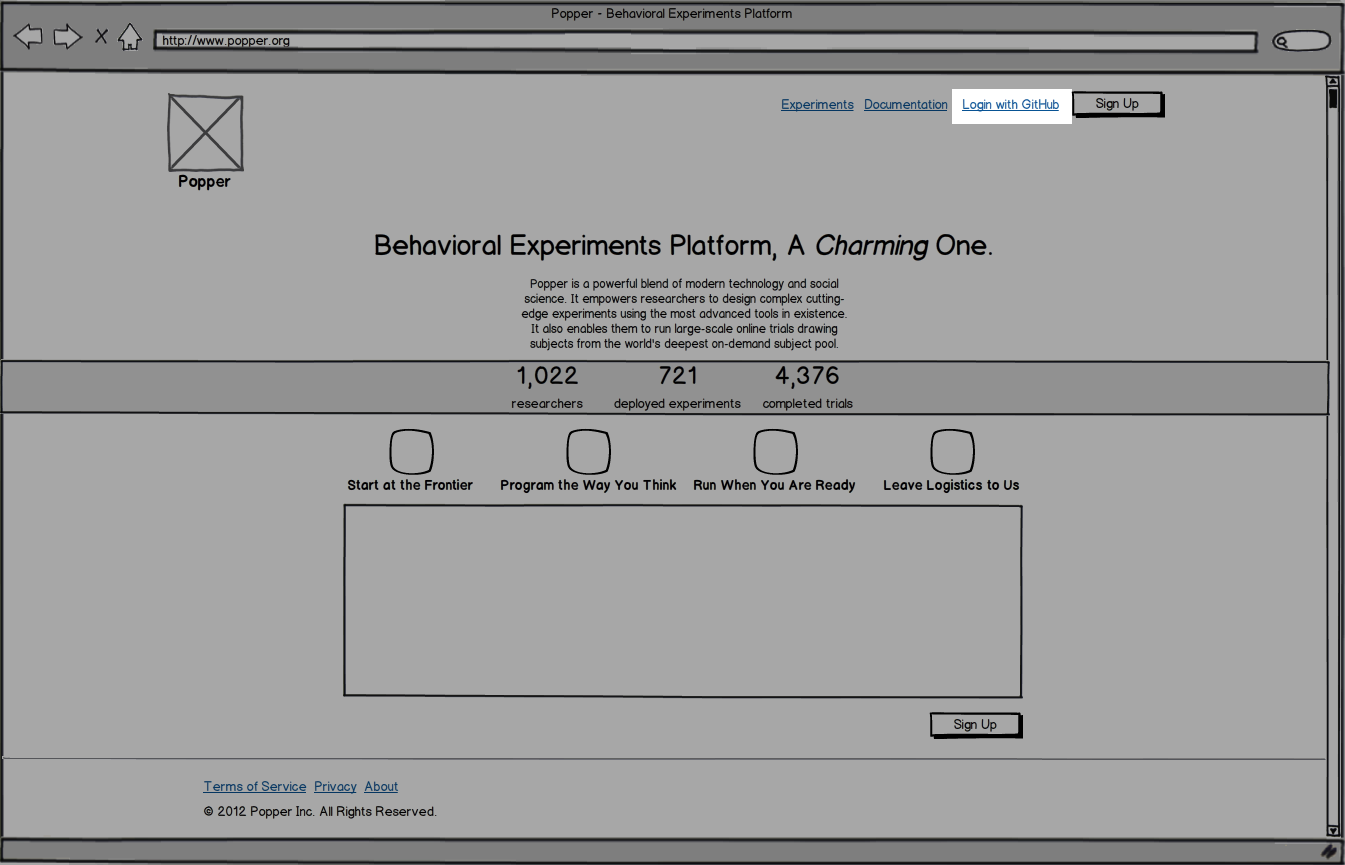 Popper - Behavioral Experiments Platform
http://www.popper.org
Experiments Documentation Login with GitHub Sign Up
Popper
Behavioral Experiments Platform, A Charming One.
Popper is a powerful blend of modern technology and social
science. It empowers researchers to design complex cutting-
edge experiments using the most advanced tools in existence.
It also enables them to run large-scale online trials drawing
subjects from the world's deepest on-demand subject pool.
1,022 721 4,376
researchers deployed experiments completed trials
Start at the Frontier Program the Way You Think Run When You Are Ready Leave Logistics to Us
Sign Up
Terms of Service Privacy About
© 2012 Popper Inc. All Rights Reserved.